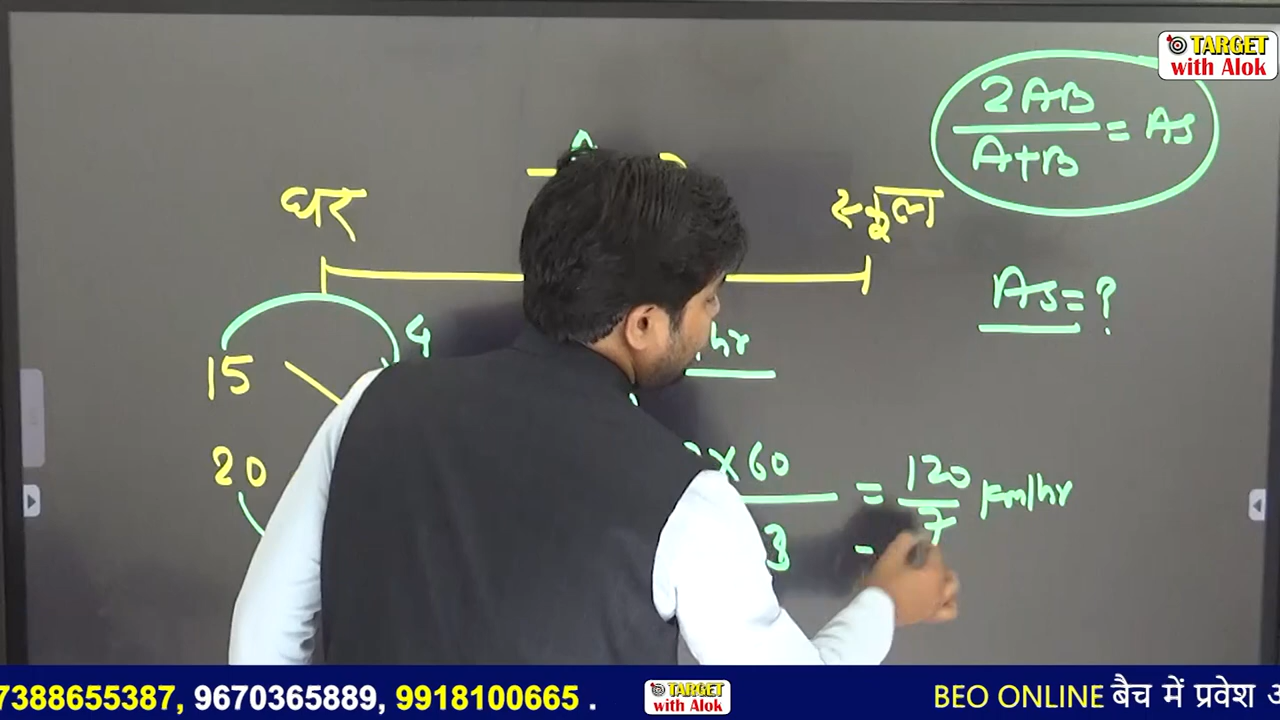 TARGET
with Alok
2AB
A+B
= AS
घर
स्कूल
AS = ?
4
15
hr
20
x 60
3
= 120
7
km/hr
7388655387, 9670365889, 9918100665 .
TARGET
with Alok
BEO ONLINE बैच में प्रवेश